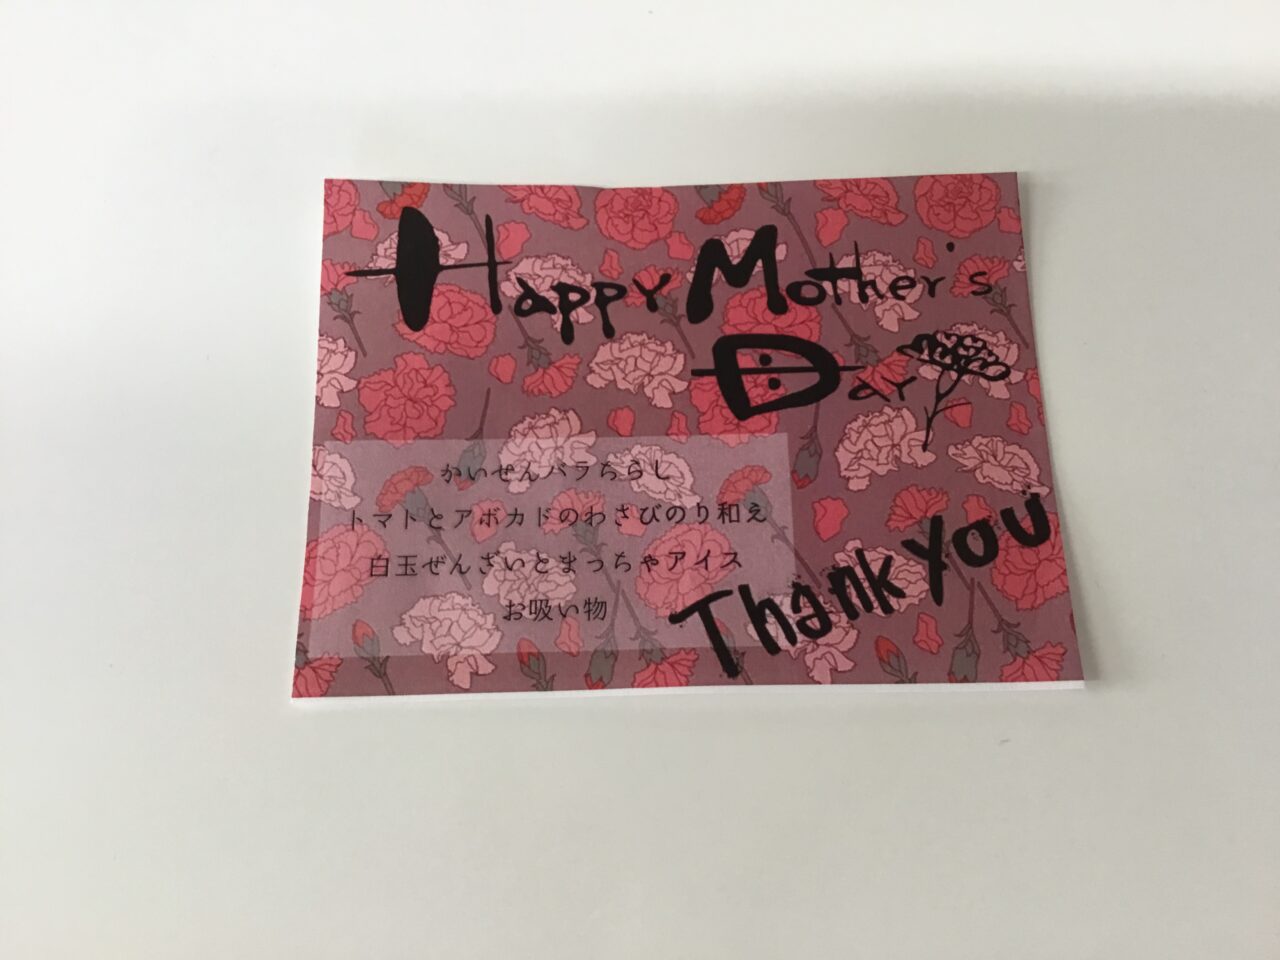 Happy Mother's
Day
かいせんバラちらし
トマトとアボカドのわさびのり和え
白玉ぜんざいとまっちゃアイス
お吸い物
Thank you